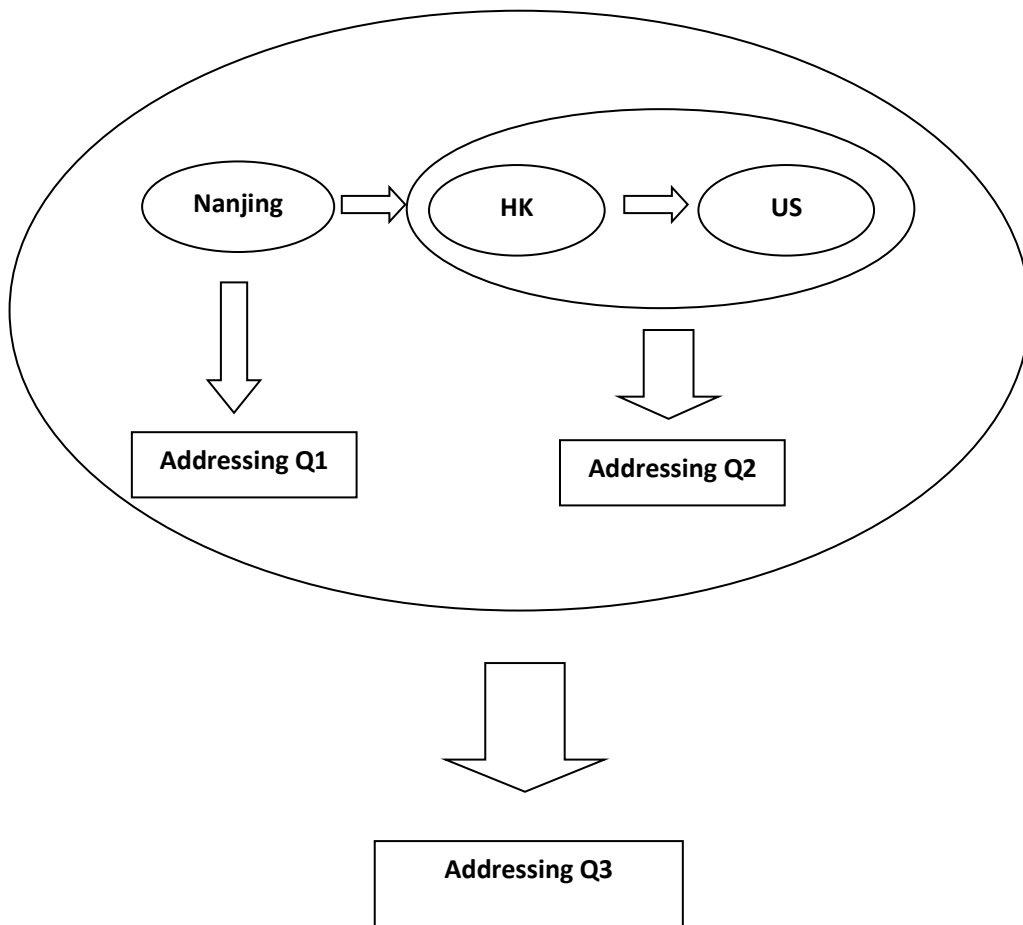 Nanjing
HK
US
Addressing Q1
Addressing Q2
Addressing Q3